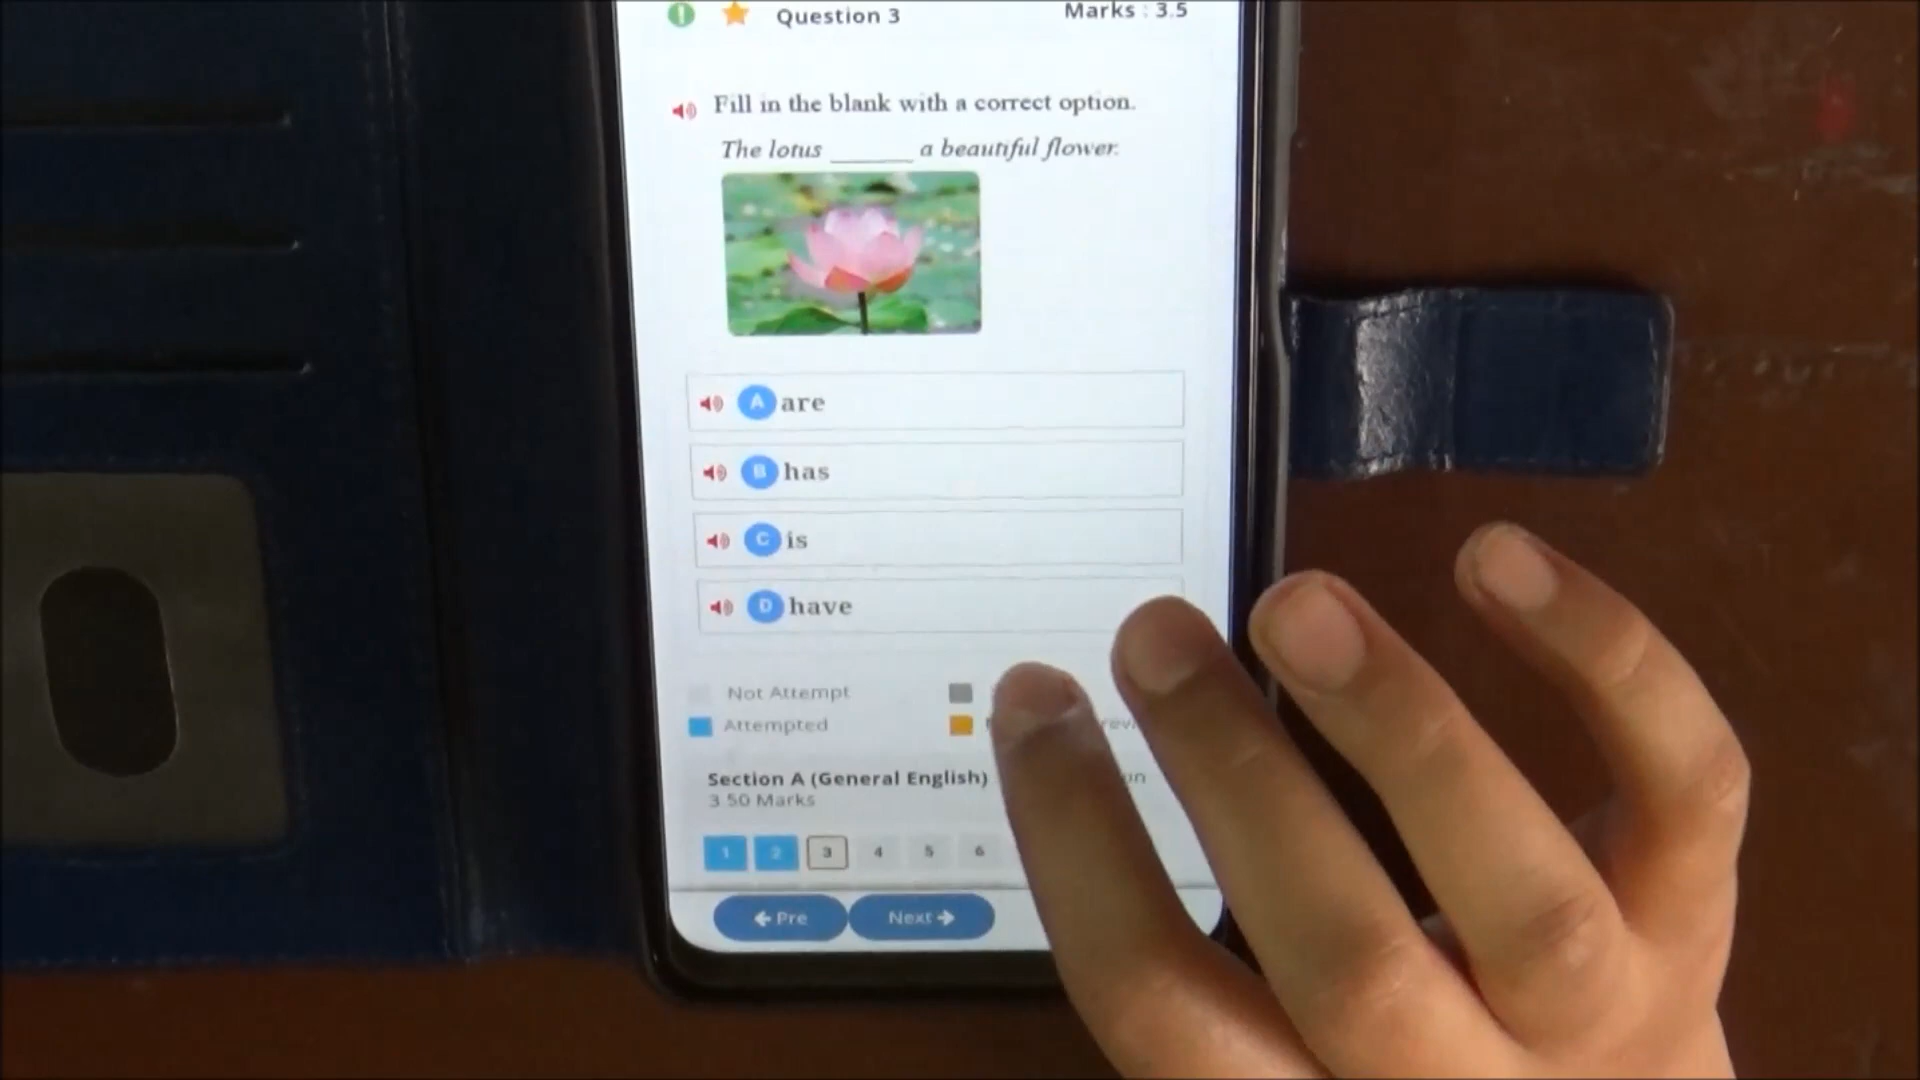 Question 3
Marks : 3.5
Fill in the blank with a correct option.
The lotus ______ a beautiful flower.
A are
B has
C is
D have
Not Attempt
Attempted
Section A (General English)
3.50 Marks
1 2 3 4 5 6
← Pre
Next →